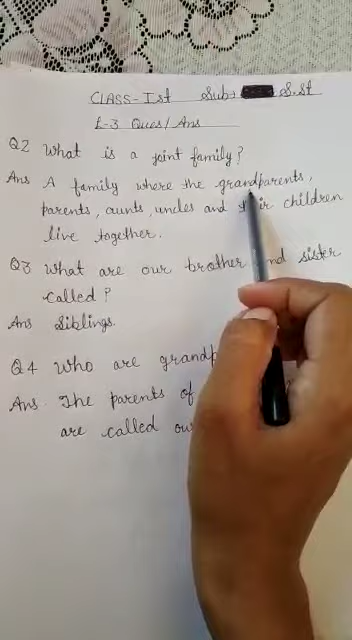 CLASS-Ist Sub: S.St
L-3 Ques/Ans
Q2 What is a joint family?
Ans A family where the grandparents,
parents, aunts, uncles and their children
live together.
Q3 What are our brother and sister
called?
Ans Siblings.
Q4 Who are
Ans The parents of
are called